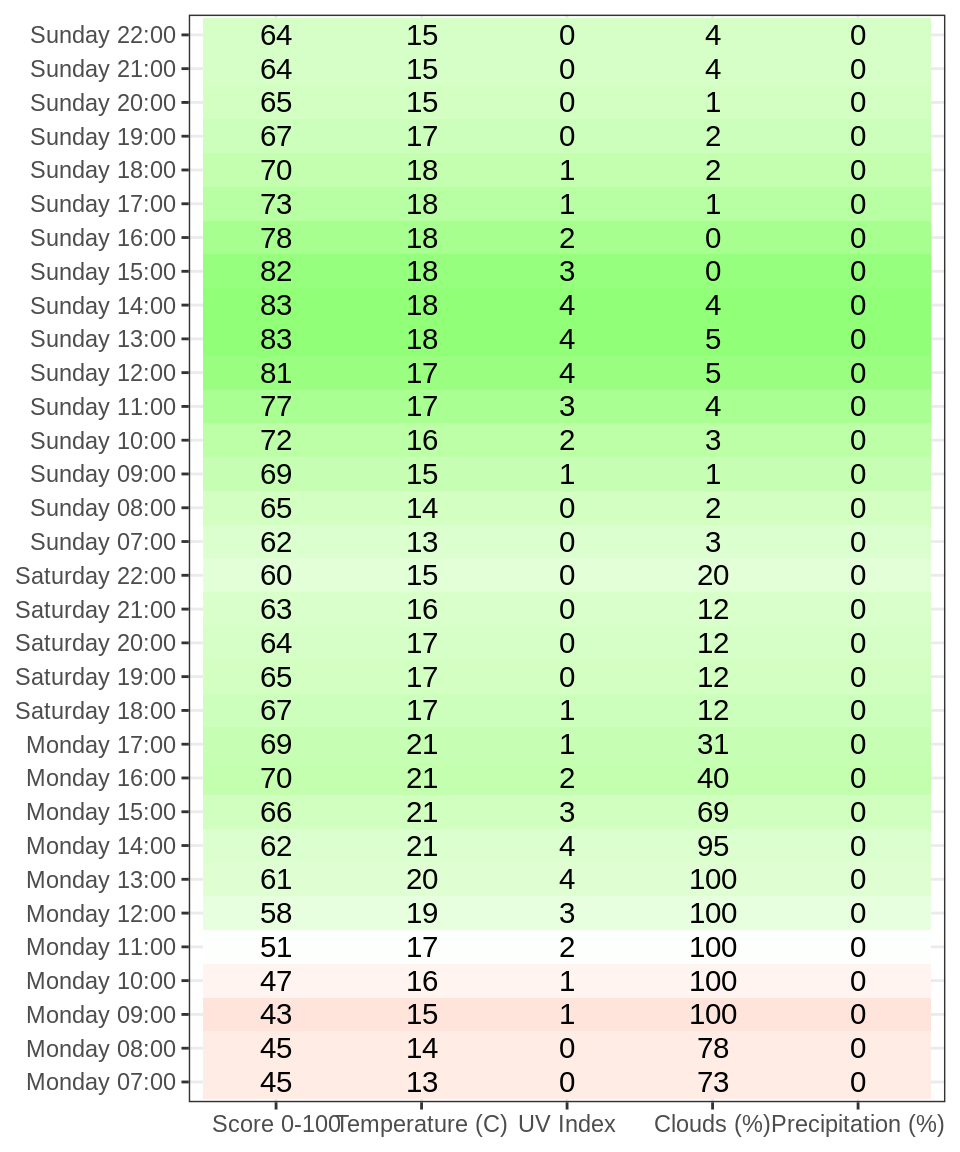 Sunday 22:00 64 15 0 4 0
Sunday 21:00 64 15 0 4 0
Sunday 20:00 65 15 0 1 0
Sunday 19:00 67 17 0 2 0
Sunday 18:00 70 18 1 2 0
Sunday 17:00 73 18 1 1 0
Sunday 16:00 78 18 2 0 0
Sunday 15:00 82 18 3 0 0
Sunday 14:00 83 18 4 4 0
Sunday 13:00 83 18 4 5 0
Sunday 12:00 81 17 4 5 0
Sunday 11:00 77 17 3 4 0
Sunday 10:00 72 16 2 3 0
Sunday 09:00 69 15 1 1 0
Sunday 08:00 65 14 0 2 0
Sunday 07:00 62 13 0 3 0
Saturday 22:00 60 15 0 20 0
Saturday 21:00 63 16 0 12 0
Saturday 20:00 64 17 0 12 0
Saturday 19:00 65 17 0 12 0
Saturday 18:00 67 17 1 12 0
Monday 17:00 69 21 1 31 0
Monday 16:00 70 21 2 40 0
Monday 15:00 66 21 3 69 0
Monday 14:00 62 21 4 95 0
Monday 13:00 61 20 4 100 0
Monday 12:00 58 19 3 100 0
Monday 11:00 51 17 2 100 0
Monday 10:00 47 16 1 100 0
Monday 09:00 43 15 1 100 0
Monday 08:00 45 14 0 78 0
Monday 07:00 45 13 0 73 0
Score 0-100 Temperature (C) UV Index Clouds (%) Precipitation (%)